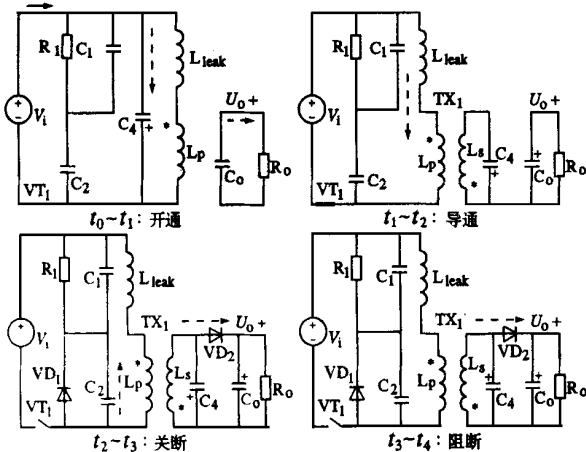 R1 C1 Lleak
Vi C4 + * Uo+
Lp Co Ro
VT1 C2
t0~t1: 开通
R1 C1 Lleak
TX1 Uo+
Vi * Lp Ls C4 + + Co Ro
VT1 C2 *
t1~t2: 导通
R1 C1 Lleak
TX1 Uo+
Vi VD2
VD1 C2 * Lp Ls + C4 + Co Ro
VT1 *
t2~t3: 关断
R1 C1 Lleak
TX1 Uo+
Vi VD2
VD1 C2 * Lp Ls + C4 + Co Ro
VT1 *
t3~t4: 阻断